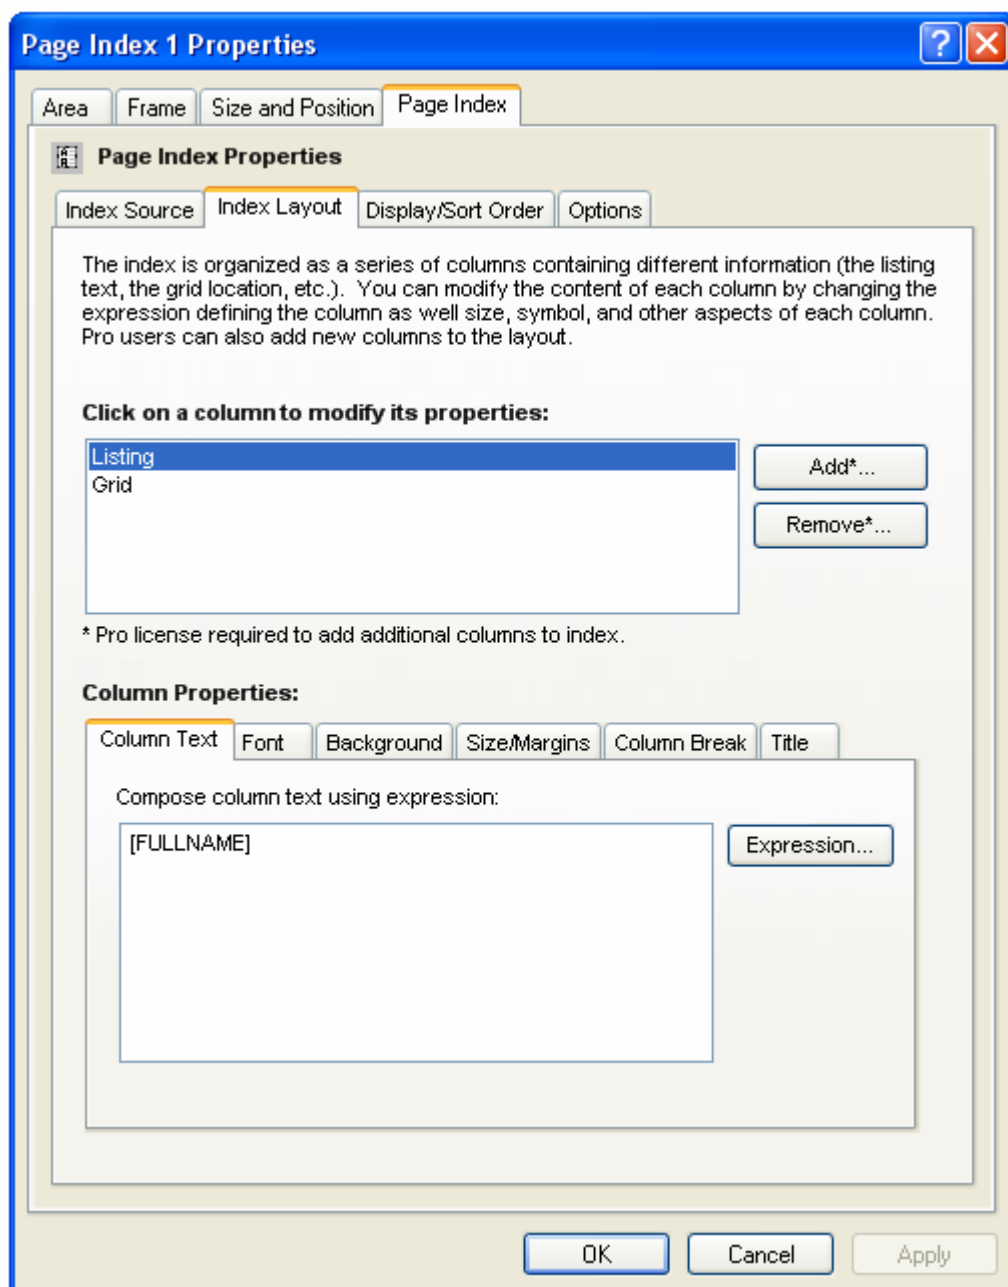 Page Index 1 Properties
?
Area Frame Size and Position Page Index
Page Index Properties
Index Source Index Layout Display/Sort Order Options
The index is organized as a series of columns containing different information (the listing
text, the grid location, etc.).  You can modify the content of each column by changing the
expression defining the column as well size, symbol, and other aspects of each column.
Pro users can also add new columns to the layout.
Click on a column to modify its properties:
Listing
Grid
Add*...
Remove*...
* Pro license required to add additional columns to index.
Column Properties:
Column Text Font Background Size/Margins Column Break Title
Compose column text using expression:
[FULLNAME]
Expression...
OK Cancel Apply